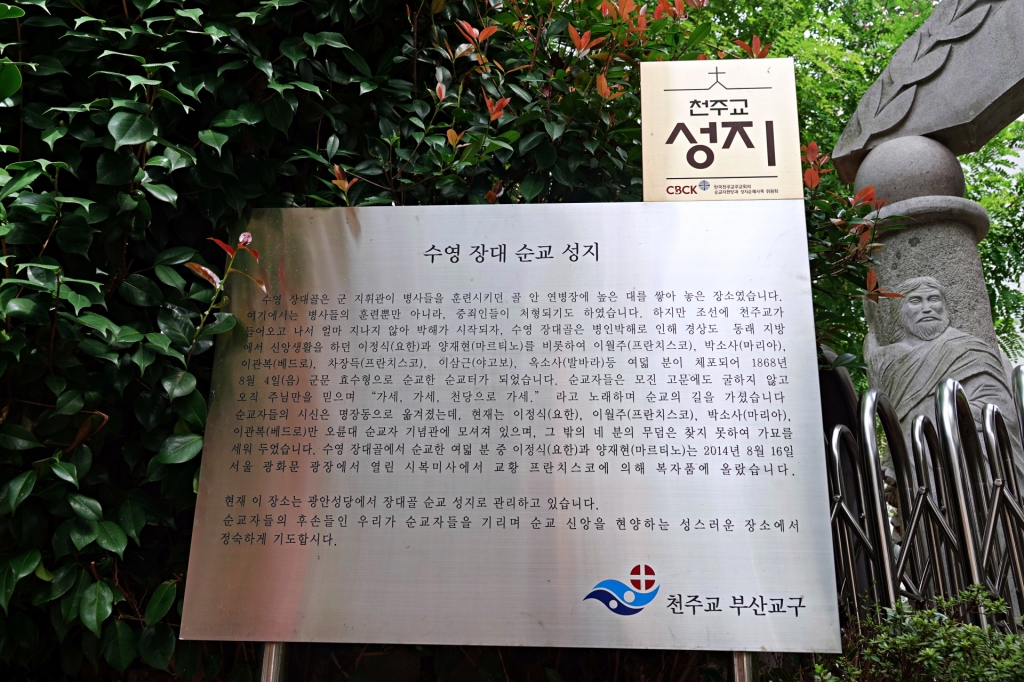 천주교
성지
CBCK 한국천주교주교회의
순교자현양과 성지순례사목 위원회
수영 장대 순교 성지
수영 장대골은 군 지휘관이 병사들을 훈련시키던 골 안 연병장에 높은 대를 쌓아 놓은 장소였습니다.
여기에서는 병사들의 훈련뿐만 아니라, 중죄인들이 처형되기도 하였습니다. 하지만 조선에 천주교가
들어오고 나서 얼마 지나지 않아 박해가 시작되자, 수영 장대골은 병인박해로 인해 경상도 동래 지방
에서 신앙생활을 하던 이정식(요한)과 양재현(마르티노)를 비롯하여 이월주(프란치스코), 박소사(마리아),
이관복(베드로), 차장득(프란치스코), 이삼근(야고보), 옥소사(발바라)등 여덟 분이 체포되어 1868년
8월 4일(음) 군문 효수형으로 순교한 순교터가 되었습니다. 순교자들은 모진 고문에도 굴하지 않고
오직 주님만을 믿으며 “가세, 가세, 천당으로 가세.” 라고 노래하며 순교의 길을 가셨습니다
순교자들의 시신은 명장동으로 옮겨졌는데, 현재는 이정식(요한), 이월주(프란치스코), 박소사(마리아),
이관복(베드로)만 오륜대 순교자 기념관에 모셔져 있으며, 그 밖의 네 분의 무덤은 찾지 못하여 가묘를
세워 두었습니다. 수영 장대골에서 순교한 여덟 분 중 이정식(요한)과 양재현(마르티노)는 2014년 8월 16일
서울 광화문 광장에서 열린 시복미사에서 교황 프란치스코에 의해 복자품에 올랐습니다.
현재 이 장소는 광안성당에서 장대골 순교 성지로 관리하고 있습니다.
순교자들의 후손들인 우리가 순교자들을 기리며 순교 신앙을 현양하는 성스러운 장소에서
정숙하게 기도합시다.
천주교 부산교구